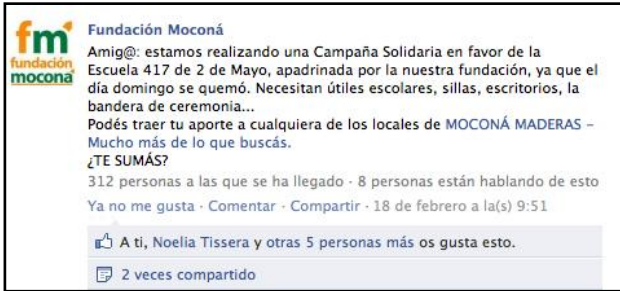 fm
fundación
mocona
Fundación Moconá
Amig@: estamos realizando una Campaña Solidaria en favor de la
Escuela 417 de 2 de Mayo, apadrinada por la nuestra fundación, ya que el
día domingo se quemó. Necesitan útiles escolares, sillas, escritorios, la
bandera de ceremonia...
Podés traer tu aporte a cualquiera de los locales de MOCONÁ MADERAS –
Mucho más de lo que buscás.
¿TE SUMÁS?
312 personas a las que se ha llegado · 8 personas están hablando de esto
Ya no me gusta · Comentar · Compartir · 18 de febrero a la(s) 9:51
A ti, Noelia Tissera y otras 5 personas más os gusta esto.
2 veces compartido